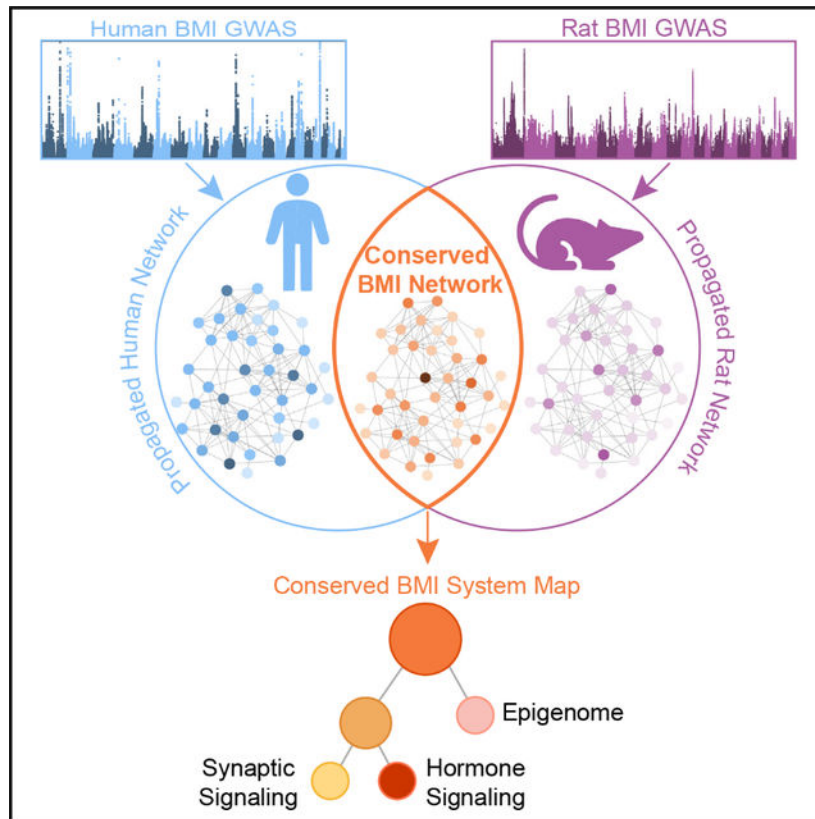 Human BMI GWAS
Rat BMI GWAS
Propagated Human Network
Conserved
BMI Network
Propagated Rat Network
Conserved BMI System Map
Epigenome
Synaptic
Signaling
Hormone
Signaling